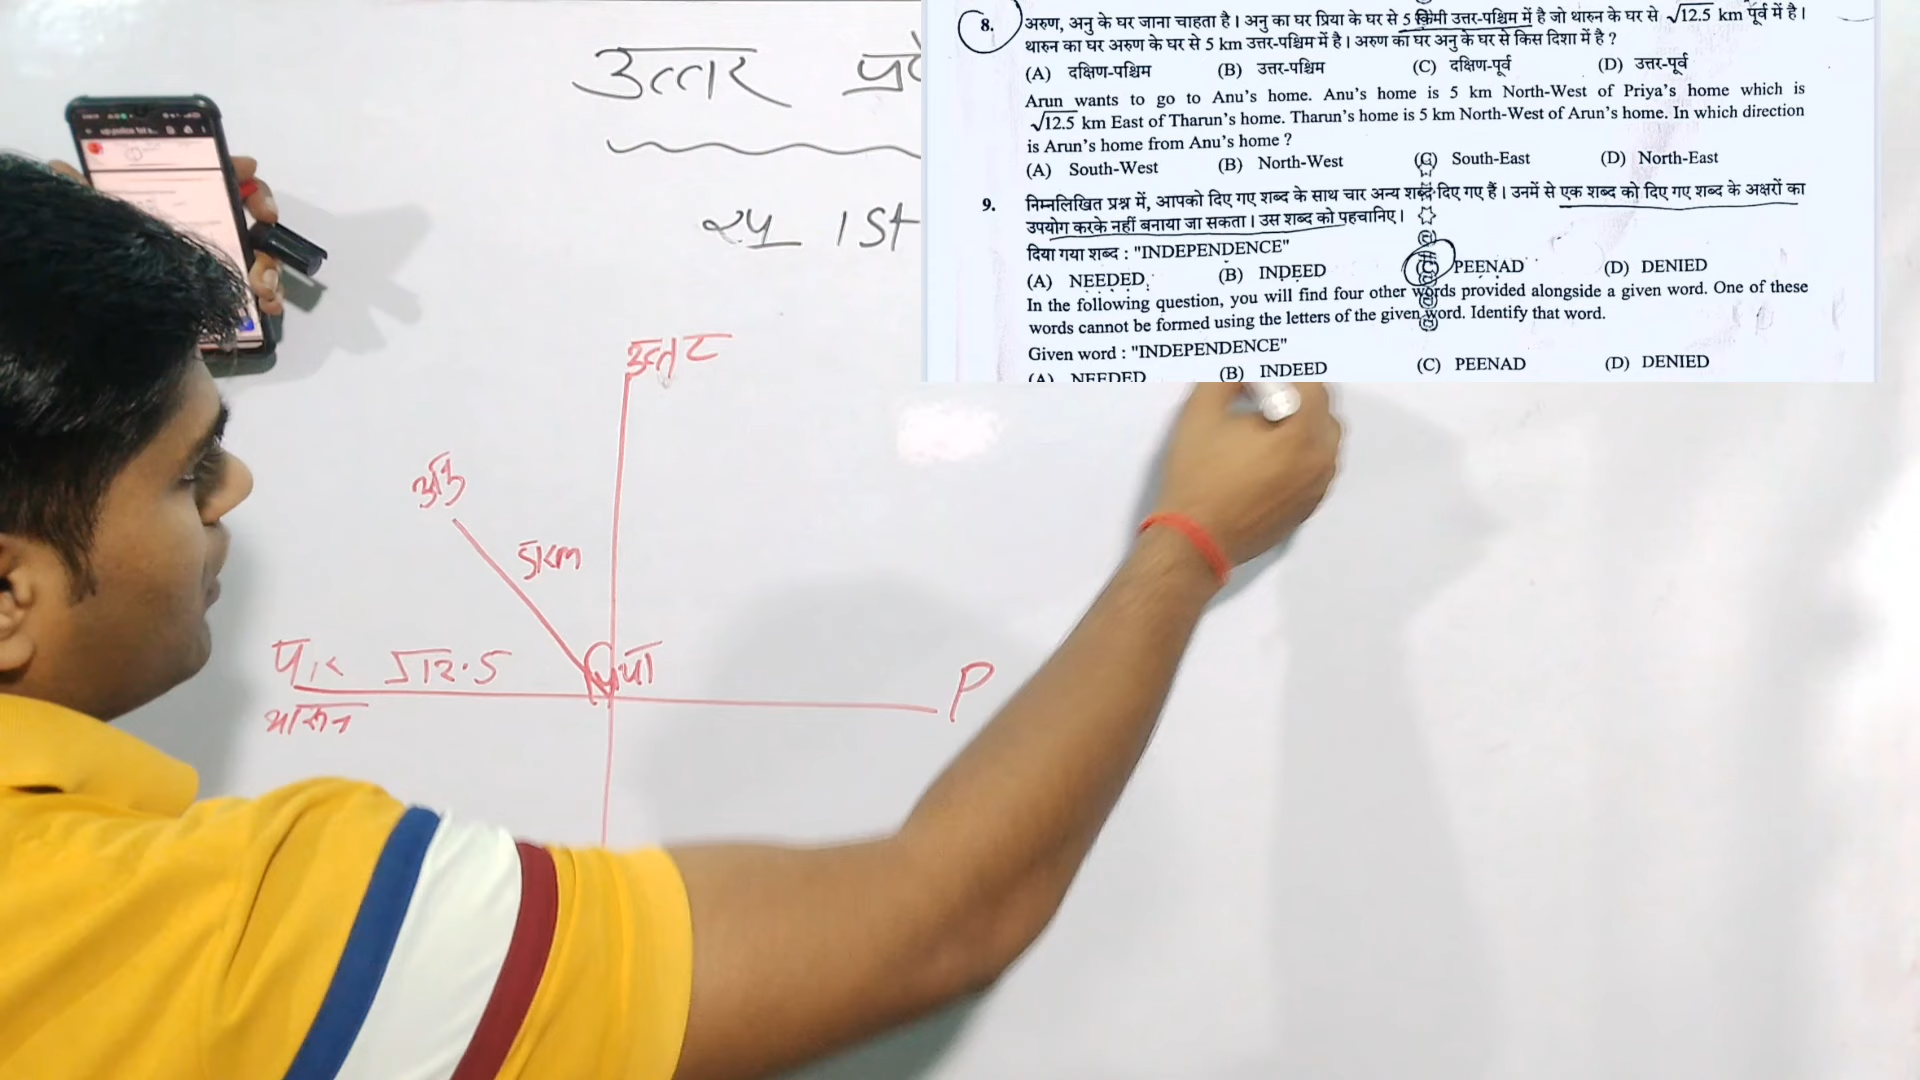 उत्तर प्रदे
२५ 1st
उत्तर
अनु
5km
प०
√12.5
प्रिया
P
थारून
8. अरुण, अनु के घर जाना चाहता है। अनु का घर प्रिया के घर से 5 किमी उत्तर-पश्चिम में है जो थारुन के घर से √12.5 km पूर्व में है।
थारुन का घर अरुण के घर से 5 km उत्तर-पश्चिम में है। अरुण का घर अनु के घर से किस दिशा में है ?
(A) दक्षिण-पश्चिम (B) उत्तर-पश्चिम (C) दक्षिण-पूर्व (D) उत्तर-पूर्व
Arun wants to go to Anu's home. Anu's home is 5 km North-West of Priya's home which is
√12.5 km East of Tharun's home. Tharun's home is 5 km North-West of Arun's home. In which direction
is Arun's home from Anu's home ?
(A) South-West (B) North-West (C) South-East (D) North-East
9. निम्नलिखित प्रश्न में, आपको दिए गए शब्द के साथ चार अन्य शब्द दिए गए हैं। उनमें से एक शब्द को दिए गए शब्द के अक्षरों का
उपयोग करके नहीं बनाया जा सकता। उस शब्द को पहचानिए।
दिया गया शब्द : "INDEPENDENCE"
(A) NEEDED (B) INDEED (C) PEENAD (D) DENIED
In the following question, you will find four other words provided alongside a given word. One of these
words cannot be formed using the letters of the given word. Identify that word.
Given word : "INDEPENDENCE"
(A) NEEDED (B) INDEED (C) PEENAD (D) DENIED